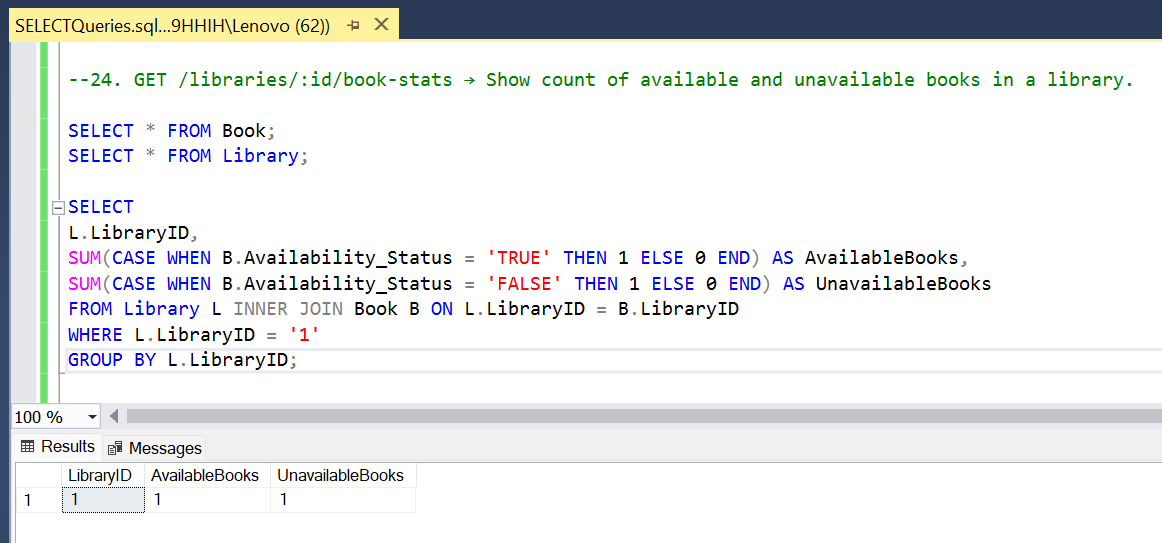 SELECTQueries.sql...9HHIH\Lenovo (62))
--24. GET /libraries/:id/book-stats → Show count of available and unavailable books in a library.
SELECT * FROM Book;
SELECT * FROM Library;
SELECT
L.LibraryID,
SUM(CASE WHEN B.Availability_Status = 'TRUE' THEN 1 ELSE 0 END) AS AvailableBooks,
SUM(CASE WHEN B.Availability_Status = 'FALSE' THEN 1 ELSE 0 END) AS UnavailableBooks
FROM Library L INNER JOIN Book B ON L.LibraryID = B.LibraryID
WHERE L.LibraryID = '1'
GROUP BY L.LibraryID;
100 %
Results Messages
LibraryID AvailableBooks UnavailableBooks
1 1 1 1